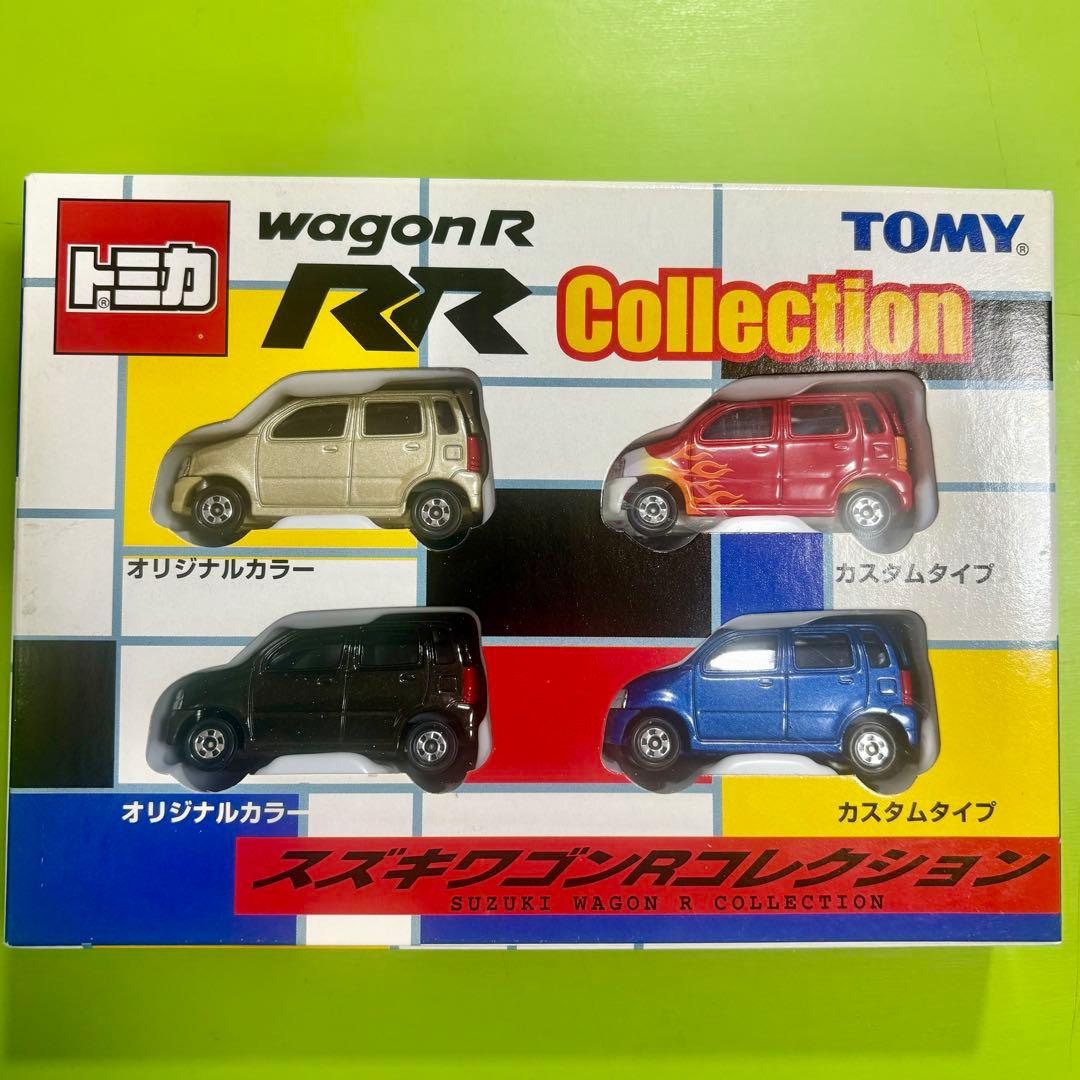 トミカ®
wagonR
RR
Collection
TOMY®
オリジナルカラー
カスタムタイプ
オリジナルカラー
カスタムタイプ
スズキワゴンRコレクション
SUZUKI WAGON R COLLECTION